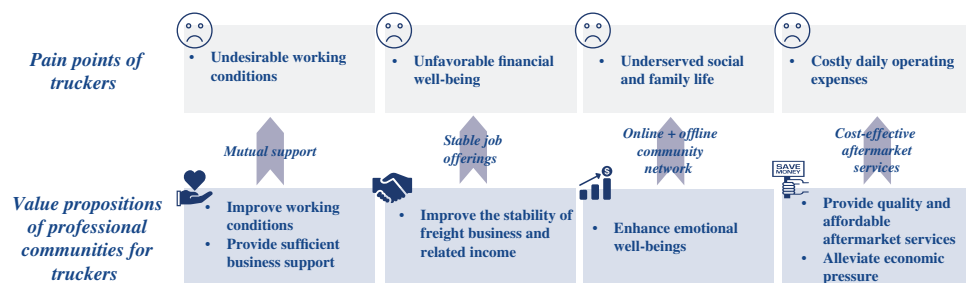 Pain points of
truckers
• Undesirable working
conditions
• Unfavorable financial
well-being
• Underserved social
and family life
• Costly daily operating
expenses
Mutual support
Stable job
offerings
Online + offline
community
network
Cost-effective
aftermarket
services
SAVE
MONEY
$
Value propositions
of professional
communities for
truckers
• Improve working
conditions
• Provide sufficient
business support
• Improve the stability of
freight business and
related income
• Enhance emotional
well-beings
• Provide quality and
affordable
aftermarket services
• Alleviate economic
pressure